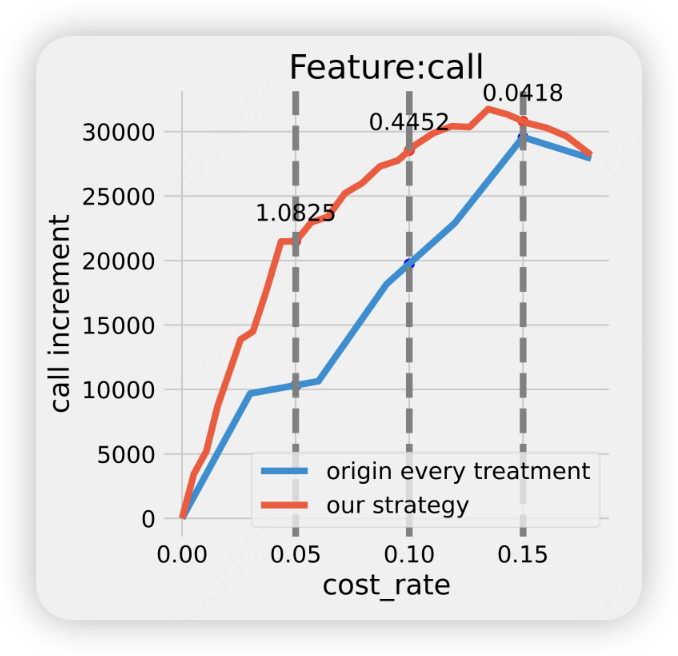 Feature:call
0.0418
0.4452
1.0825
30000
25000
20000
15000
10000
5000
0
call increment
origin every treatment
our strategy
0.00 0.05 0.10 0.15
cost_rate